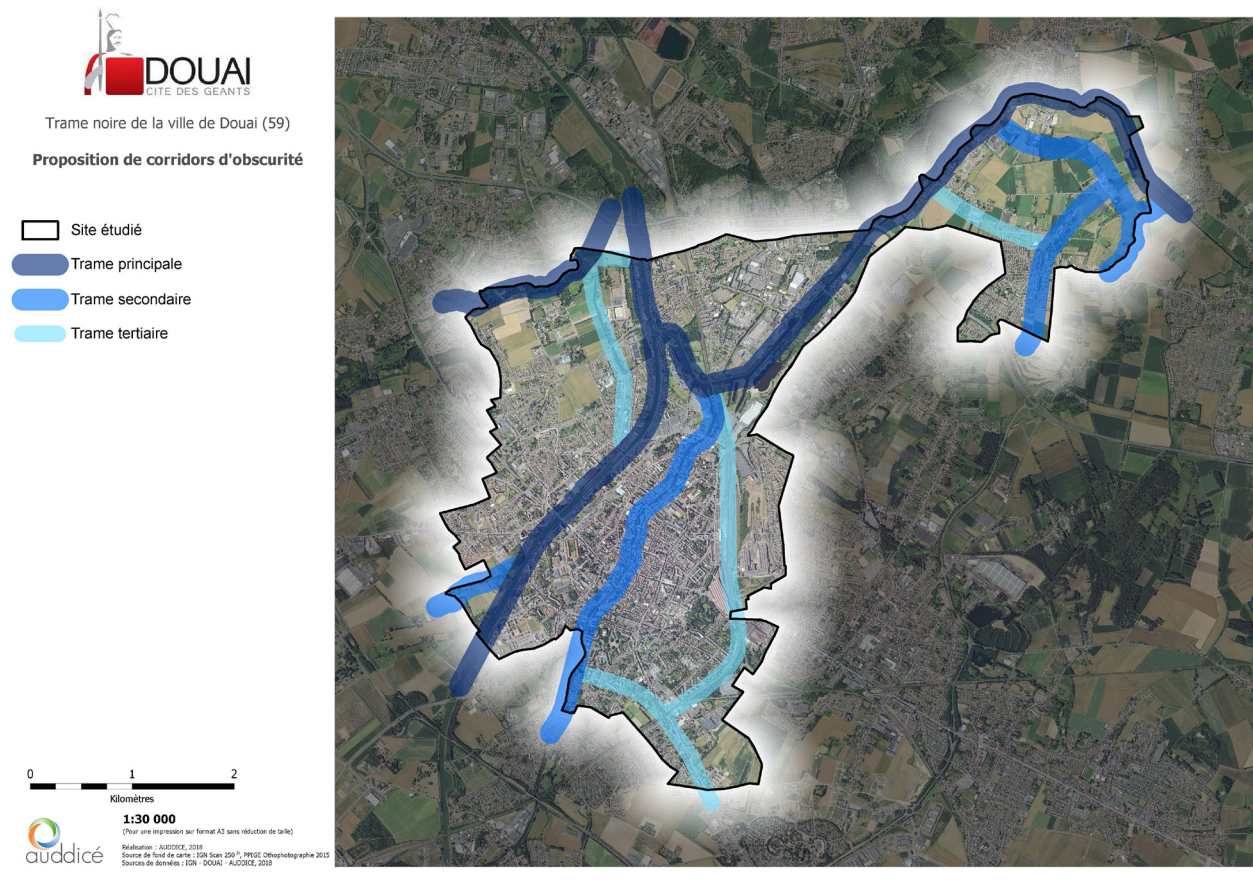 DOUAI
CITE DES GEANTS
Trame noire de la ville de Douai (59)
Proposition de corridors d'obscurité
Site étudié
Trame principale
Trame secondaire
Trame tertiaire
0 1 2
Kilomètres
1:30 000
(Pour une impression sur format A3 sans réduction de taille)
Réalisation : AUDDICE, 2018
Source de fond de carte : IGN Scan 250 ®, PPIGE Othophotographie 2015
Sources de données : IGN - DOUAI - AUDDICE, 2018
auddicé